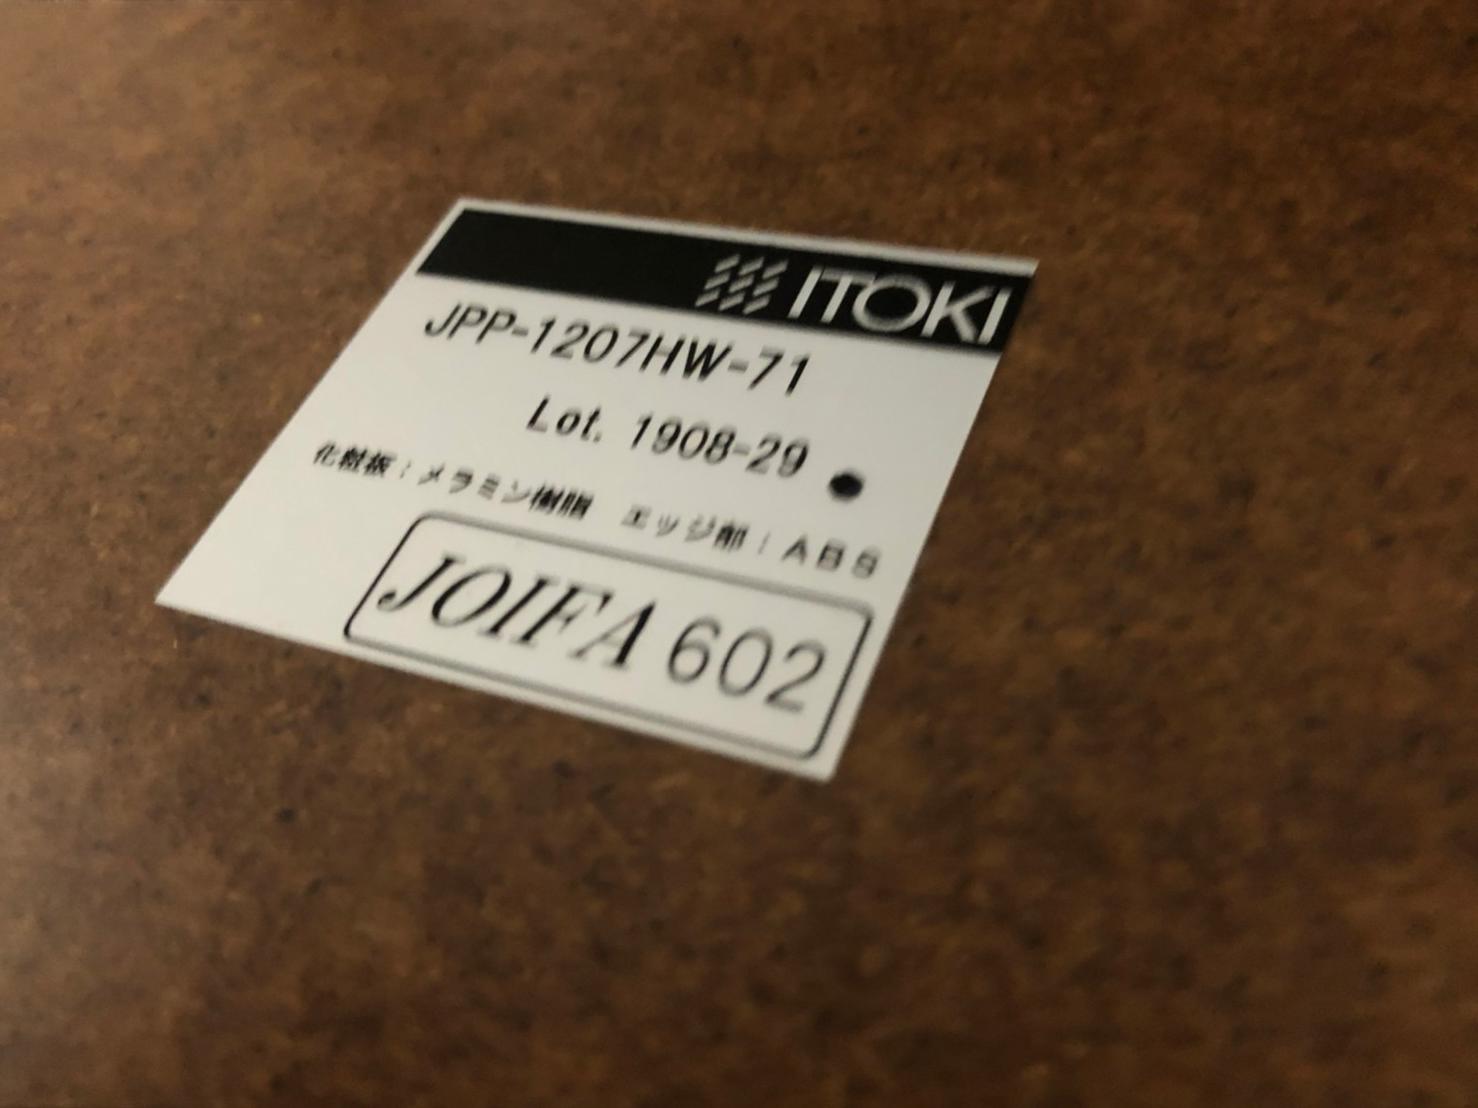 ITOKI
JPP-1207HW-71
Lot. 1908-29
化粧板：メラミン樹脂　エッジ部：ABS
JOIFA 602